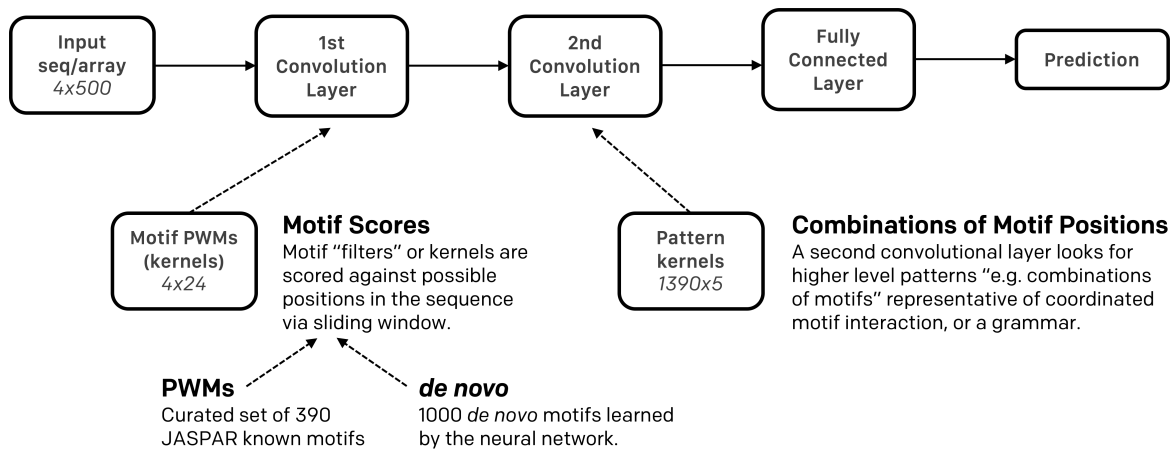 Input
seq/array
4x500
1st
Convolution
Layer
2nd
Convolution
Layer
Fully
Connected
Layer
Prediction
Motif PWMs
(kernels)
4x24
Motif Scores
Motif “filters” or kernels are
scored against possible
positions in the sequence
via sliding window.
Pattern
kernels
1390x5
Combinations of Motif Positions
A second convolutional layer looks for
higher level patterns “e.g. combinations
of motifs” representative of coordinated
motif interaction, or a grammar.
PWMs
Curated set of 390
JASPAR known motifs
de novo
1000 de novo motifs learned
by the neural network.